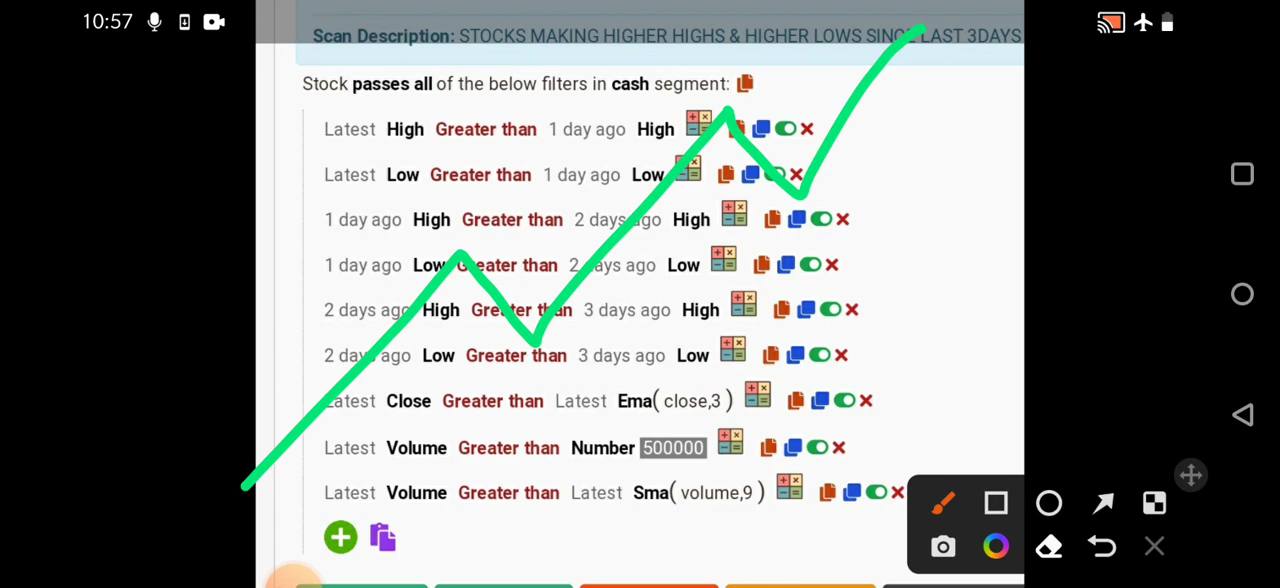 10:57
Scan Description: STOCKS MAKING HIGHER HIGHS & HIGHER LOWS SINCE LAST 3DAYS
Stock passes all of the below filters in cash segment:
Latest High Greater than 1 day ago High
Latest Low Greater than 1 day ago Low
1 day ago High Greater than 2 days ago High
1 day ago Low Greater than 2 days ago Low
2 days ago High Greater than 3 days ago High
2 days ago Low Greater than 3 days ago Low
Latest Close Greater than Latest Ema( close,3 )
Latest Volume Greater than Number 500000
Latest Volume Greater than Latest Sma( volume,9 )